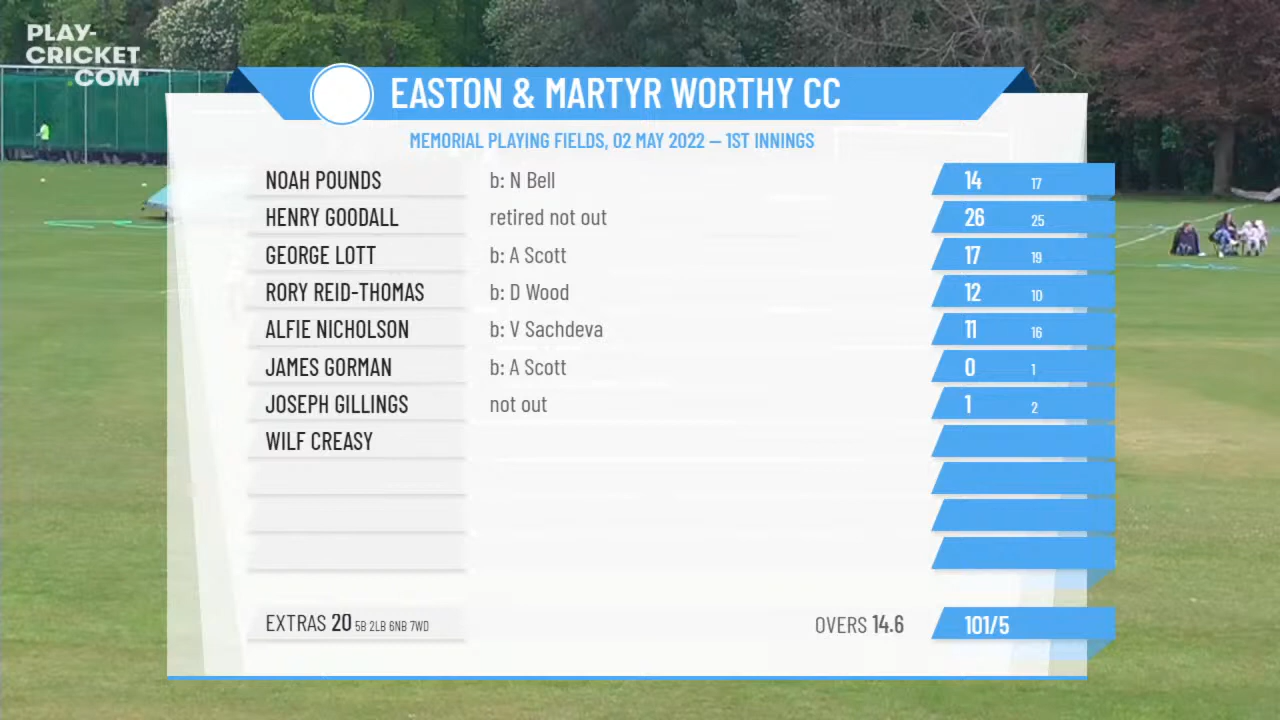 PLAY-
CRICKET
COM
EASTON & MARTYR WORTHY CC
MEMORIAL PLAYING FIELDS, 02 MAY 2022 – 1ST INNINGS
NOAH POUNDS b: N Bell 14 17
HENRY GOODALL retired not out 26 25
GEORGE LOTT b: A Scott 17 19
RORY REID-THOMAS b: D Wood 12 10
ALFIE NICHOLSON b: V Sachdeva 11 16
JAMES GORMAN b: A Scott 0 1
JOSEPH GILLINGS not out 1 2
WILF CREASY
EXTRAS 20 5B 2LB 6NB 7WD OVERS 14.6 101/5